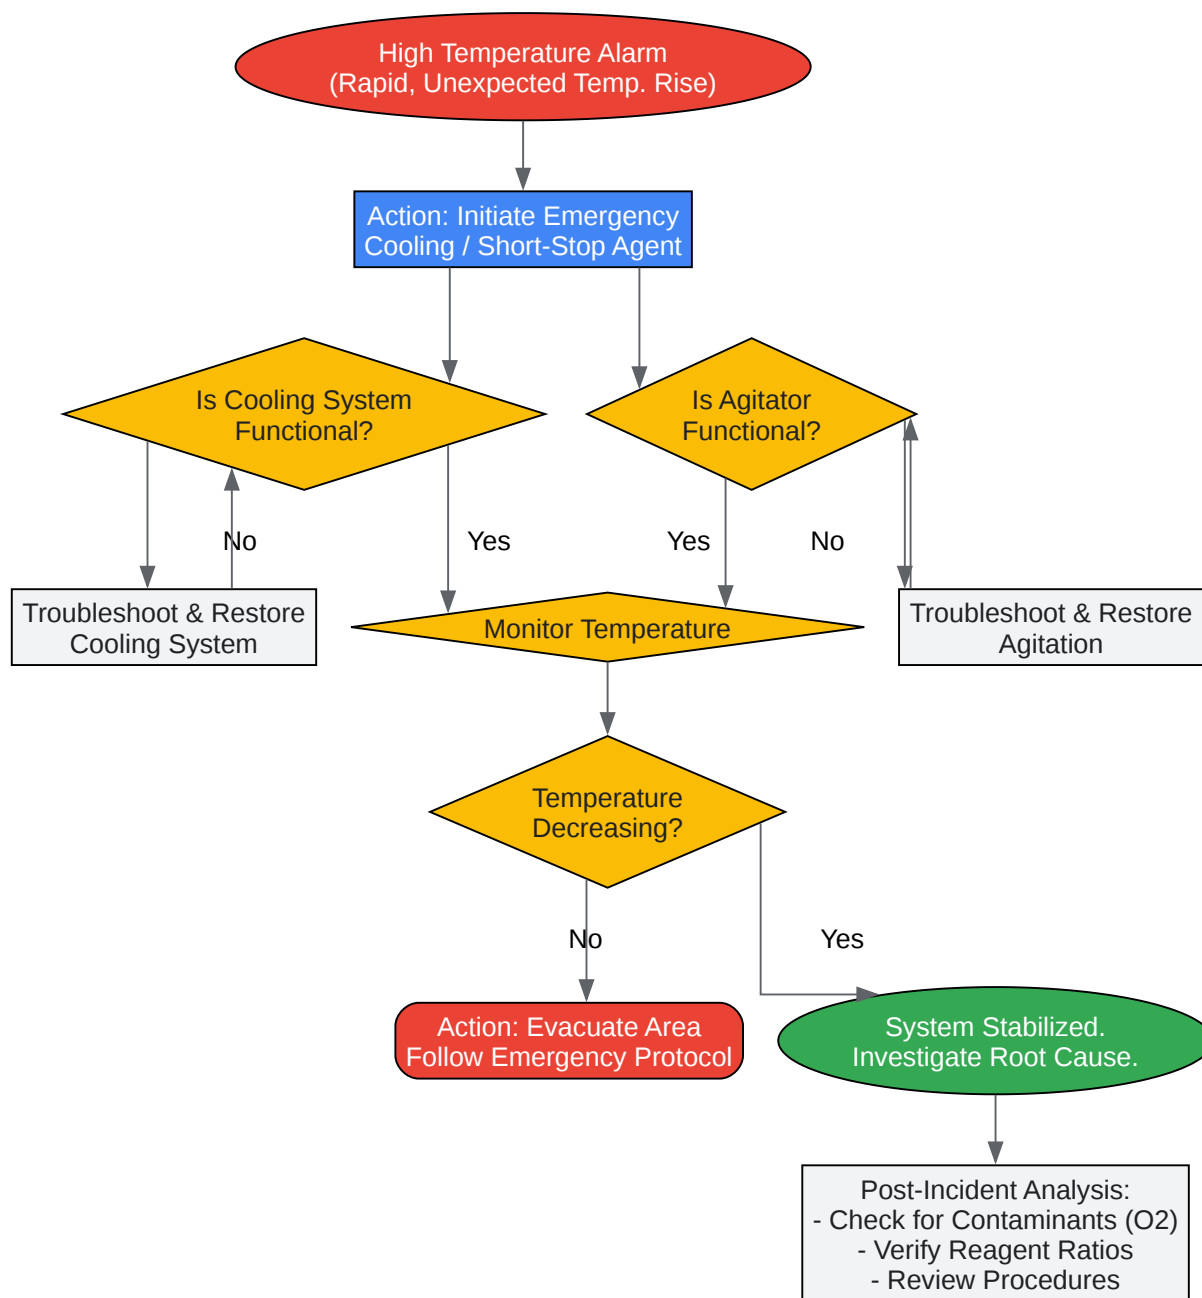 High Temperature Alarm
(Rapid, Unexpected Temp. Rise)
Action: Initiate Emergency
Cooling / Short-Stop Agent
Is Cooling System
Functional?
Is Agitator
Functional?
No
Yes
Yes
No
Troubleshoot & Restore
Cooling System
Monitor Temperature
Troubleshoot & Restore
Agitation
Temperature
Decreasing?
No
Yes
Action: Evacuate Area
Follow Emergency Protocol
System Stabilized.
Investigate Root Cause.
Post-Incident Analysis:
- Check for Contaminants (O2)
- Verify Reagent Ratios
- Review Procedures